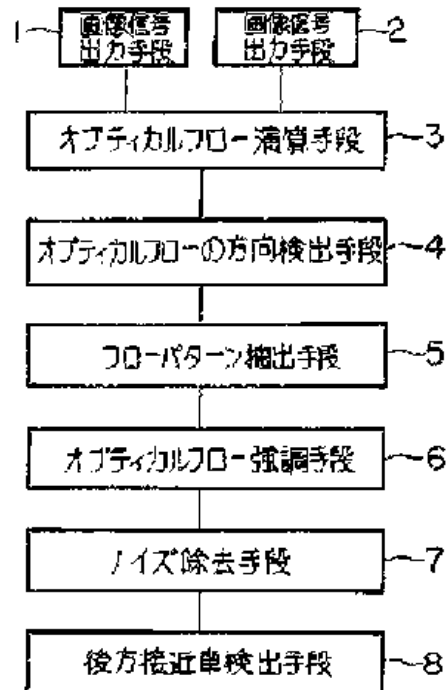 1
画像信号
出力手段
画像信号
出力手段
2
オプティカルフロー演算手段
3
オプティカルフローの方向検出手段
4
フローパターン抽出手段
5
オプティカルフロー強調手段
6
ノイズ除去手段
7
後方接近車検出手段
8